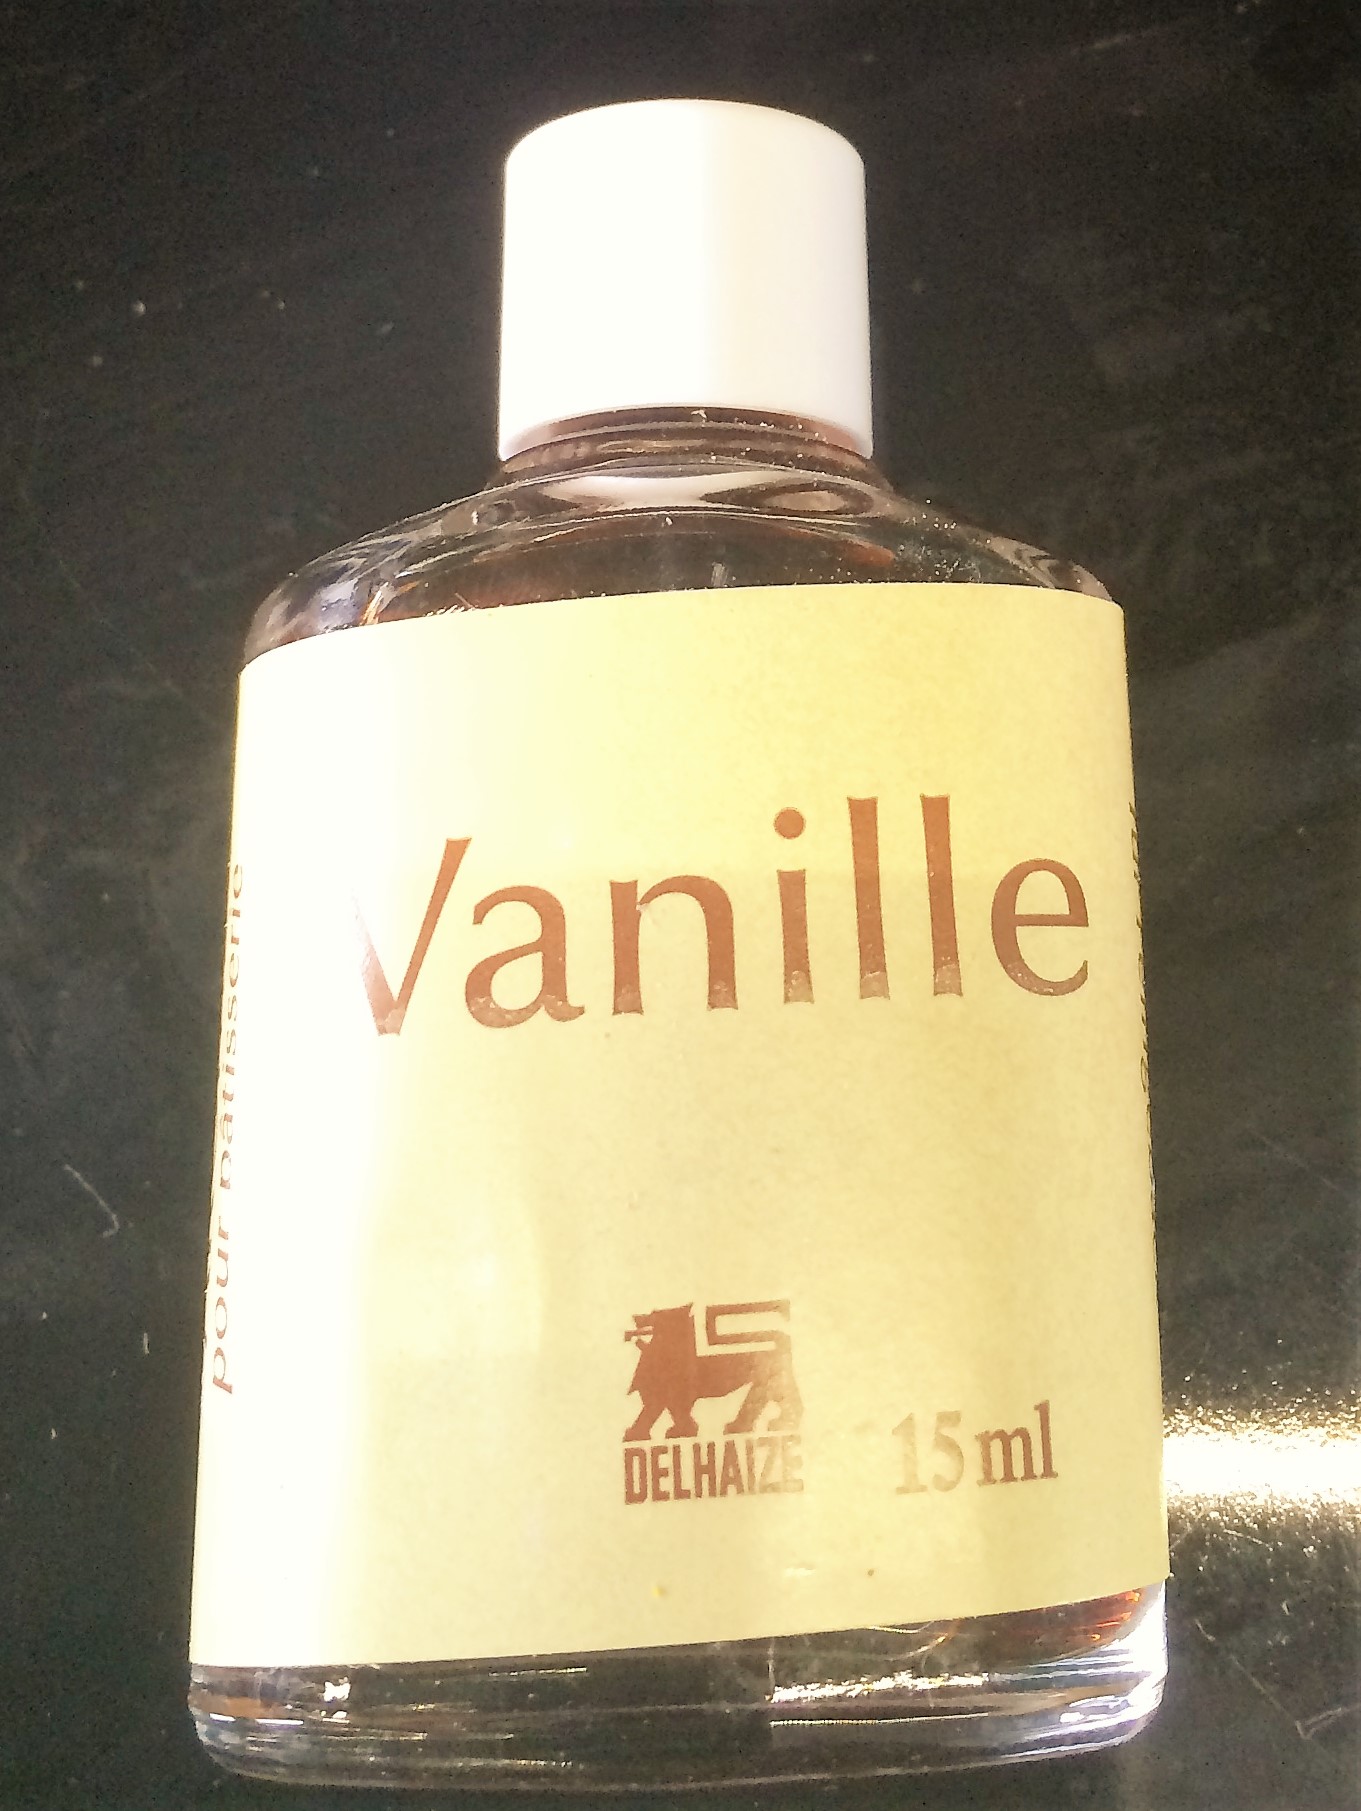 Vanille
DELHAIZE
15 ml
pour pâtisserie